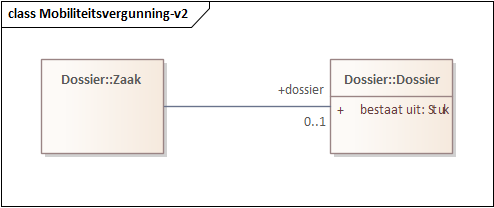 class Mobiliteitsvergunning-v2
Dossier::Zaak
+dossier
0..1
Dossier::Dossier
+ bestaat uit: Stuk